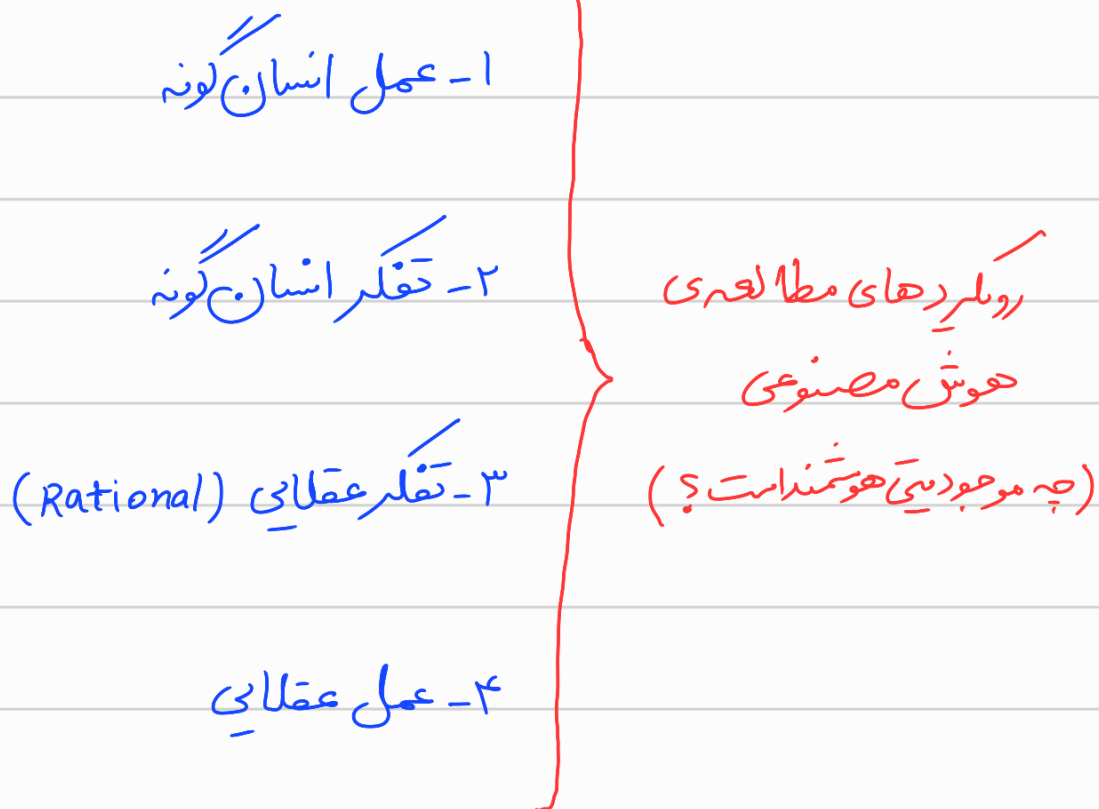 رویکردهای مطالعه‌ی
هوش مصنوعی
(چه موجودیتی هوشمند است؟)
۱- عمل انسان‌گونه
۲- تفکر انسان‌گونه
۳- تفکر عقلایی (Rational)
۴- عمل عقلایی